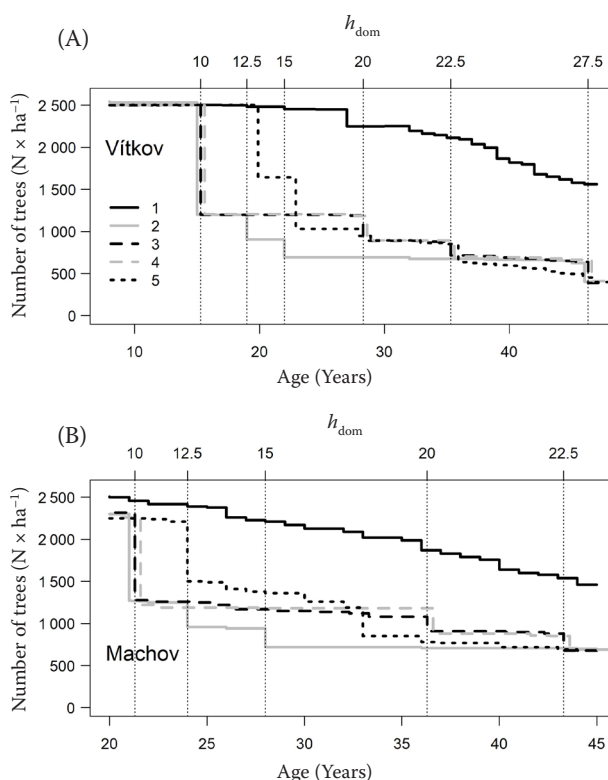 (A)
h dom
10 12.5 15 20 22.5 27.5
Number of trees (N × ha⁻¹)
2 500
2 000
1 500
1 000
500
0
Vítkov
1
2
3
4
5
10 20 30 40
Age (Years)
(B)
h dom
10 12.5 15 20 22.5
Number of trees (N × ha⁻¹)
2 500
2 000
1 500
1 000
500
0
Machov
20 25 30 35 40 45
Age (Years)